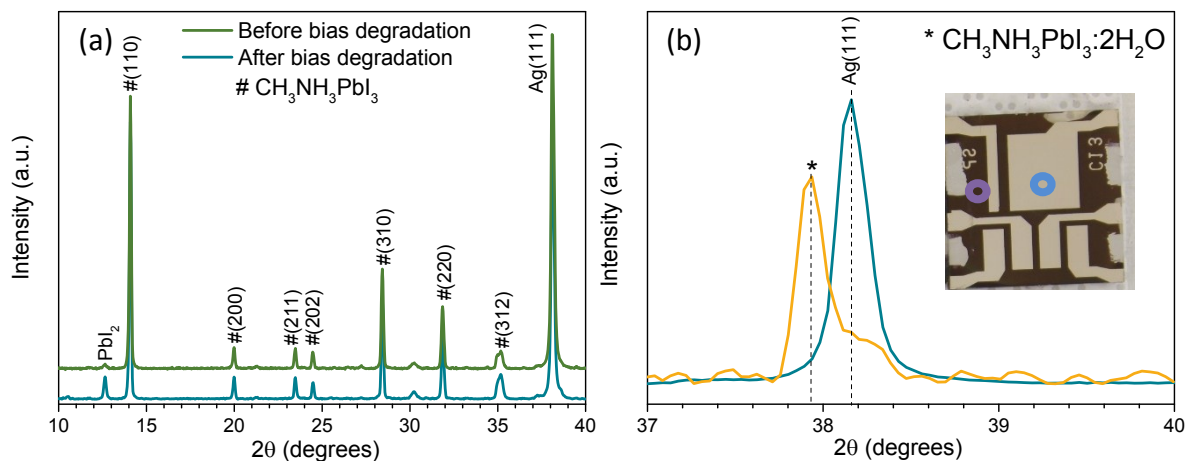 (a)
Before bias degradation
After bias degradation
# CH₃NH₃PbI₃
PbI₂
#(110)
#(200)
#(211)
#(202)
#(310)
#(220)
#(312)
Ag(111)
Intensity (a.u.)
10 15 20 25 30 35 40
2θ (degrees)
(b)
* CH₃NH₃PbI₃:2H₂O
*
Ag(111)
CI3
Intensity (a.u.)
37 38 39 40
2θ (degrees)